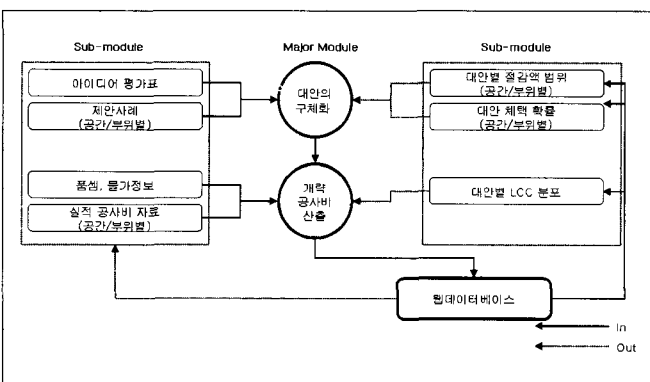 Sub-module
Major Module
Sub-module
아이디어 평가표
제안사례
(공간/부위별)
대안의
구체화
대안별 절감액 범위
(공간/부위별)
대안 채택 확률
(공간/부위별)
품셈, 물가정보
실적 공사비 자료
(공간/부위별)
개략
공사비
산출
대안별 LCC 분포
웹데이터베이스
In
Out